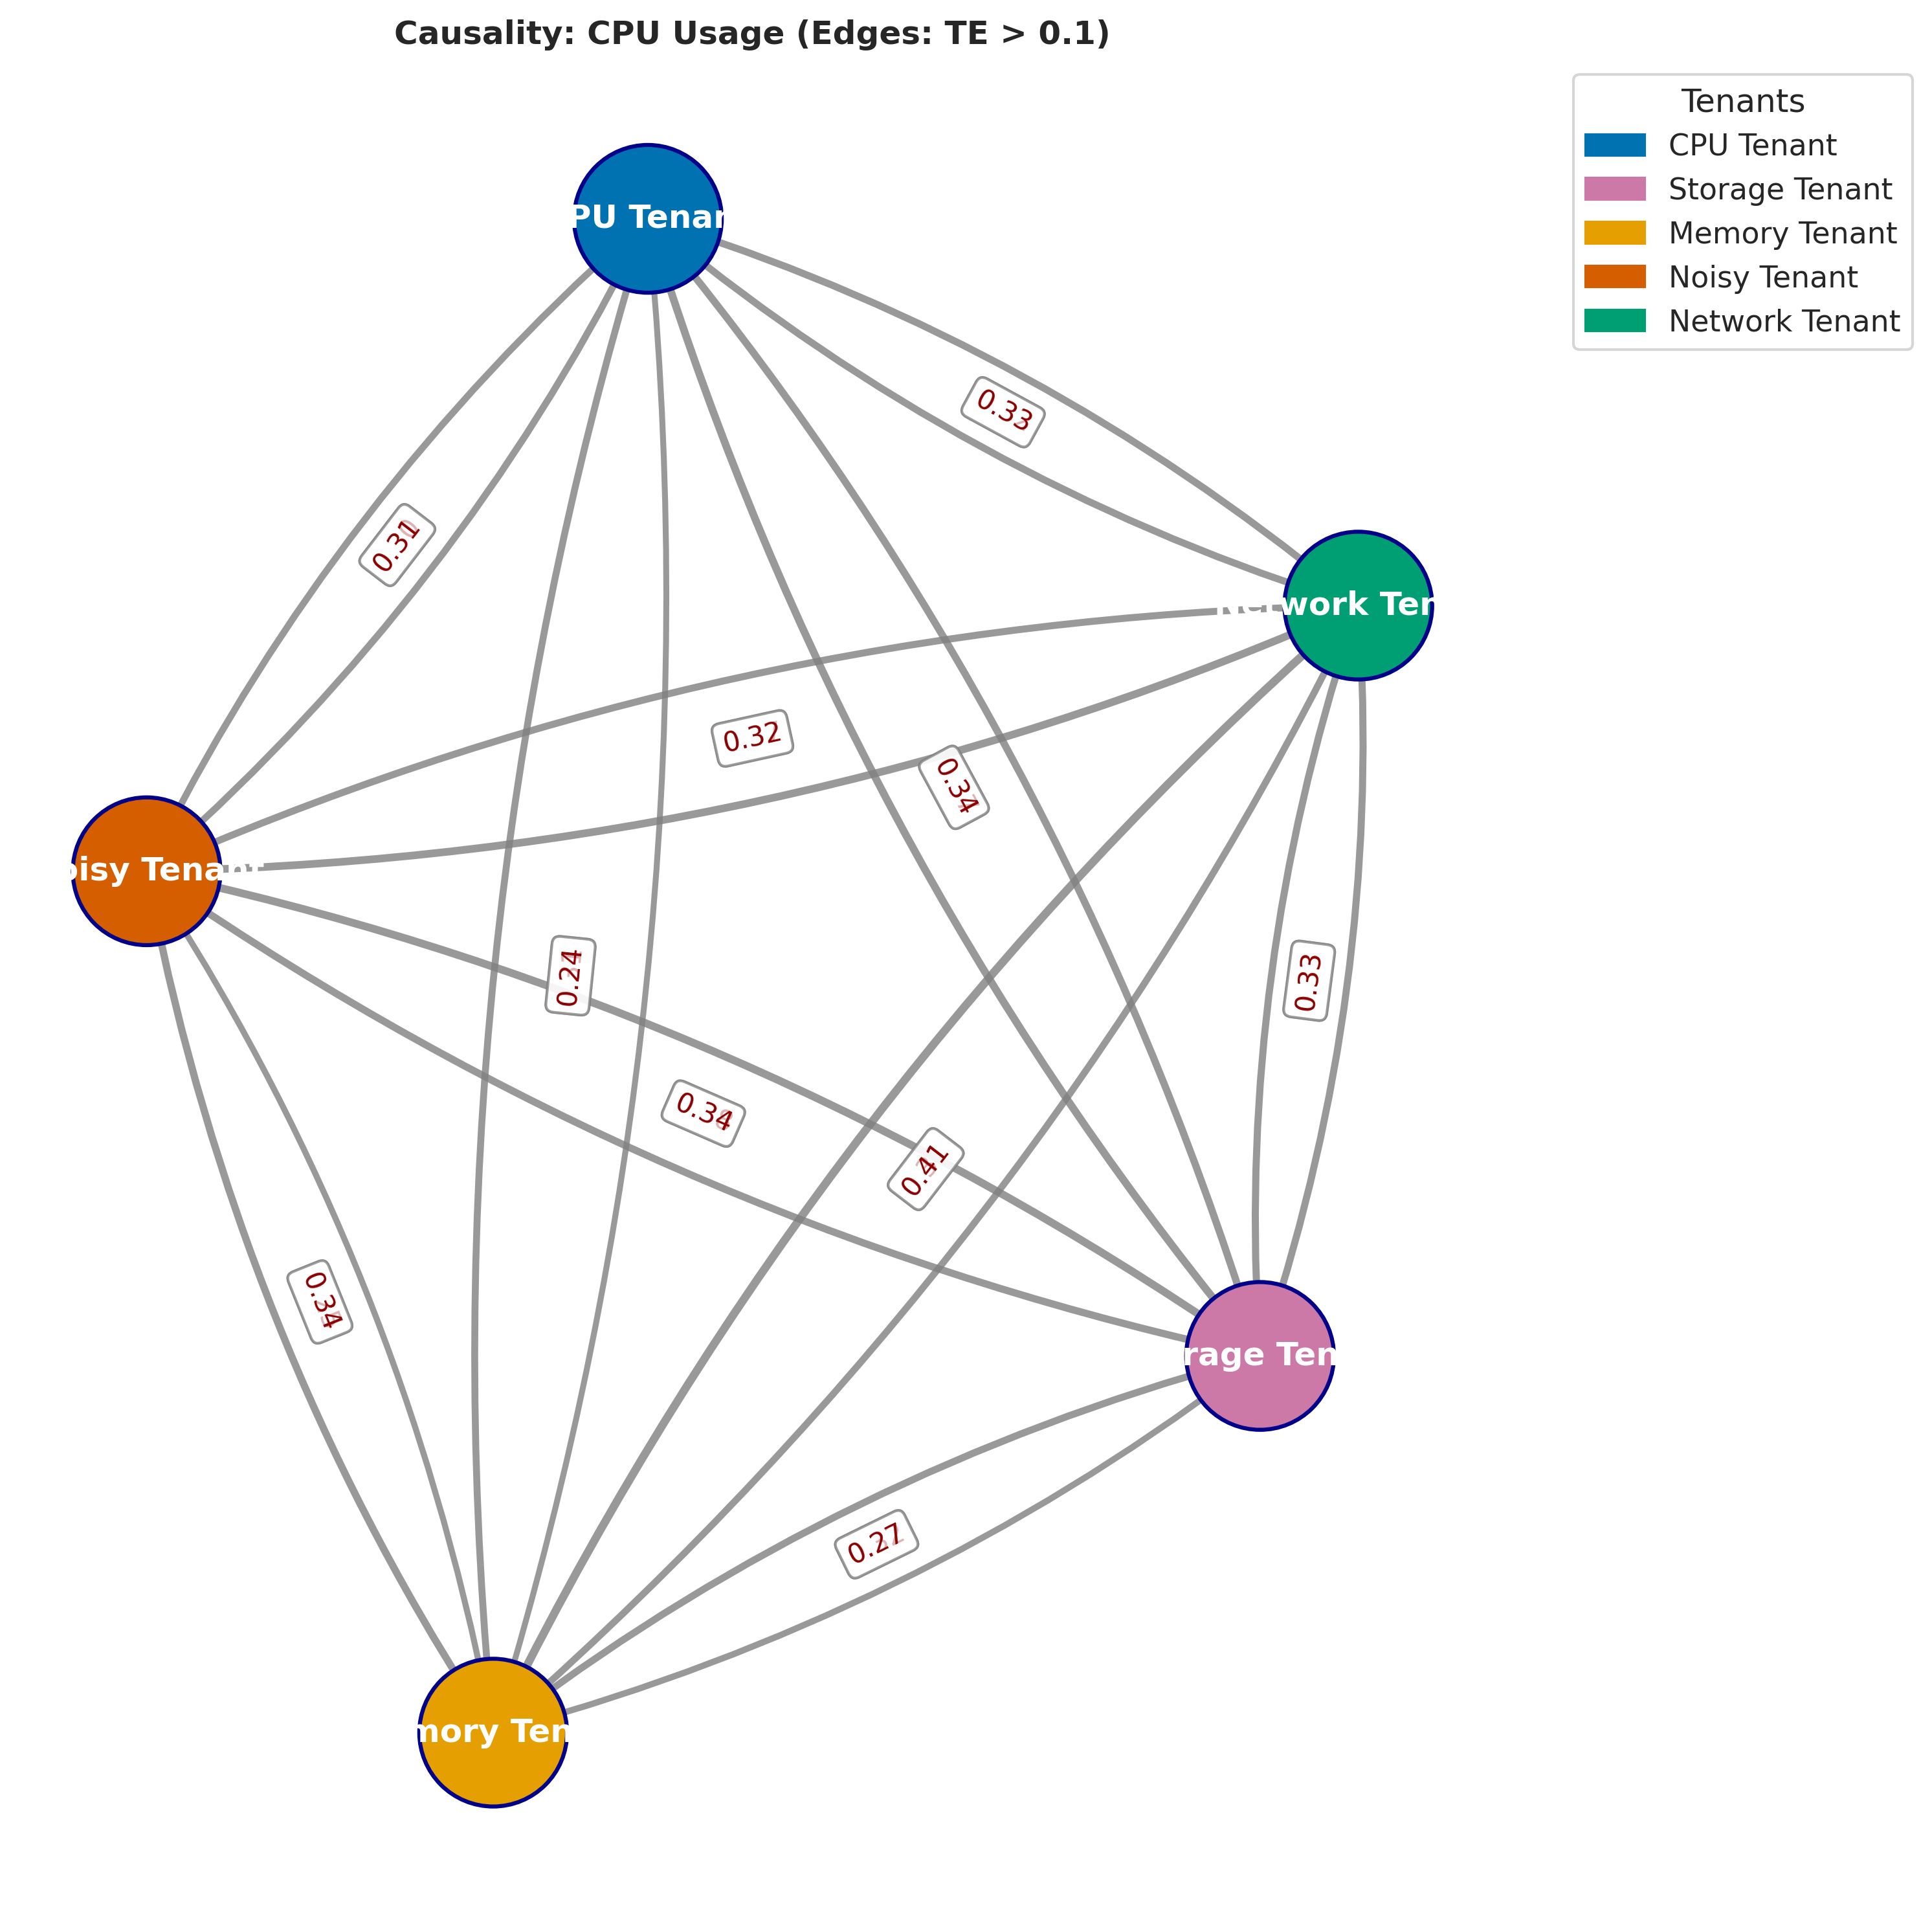 Causality: CPU Usage (Edges: TE > 0.1)
Tenants
CPU Tenant
Storage Tenant
Memory Tenant
Noisy Tenant
Network Tenant
PU Tenan
0.33
0.31
work Ten
0.32
0.34
oisy Tenant
0.24
0.33
0.34
0.41
0.34
rage Ten
0.27
mory Ten